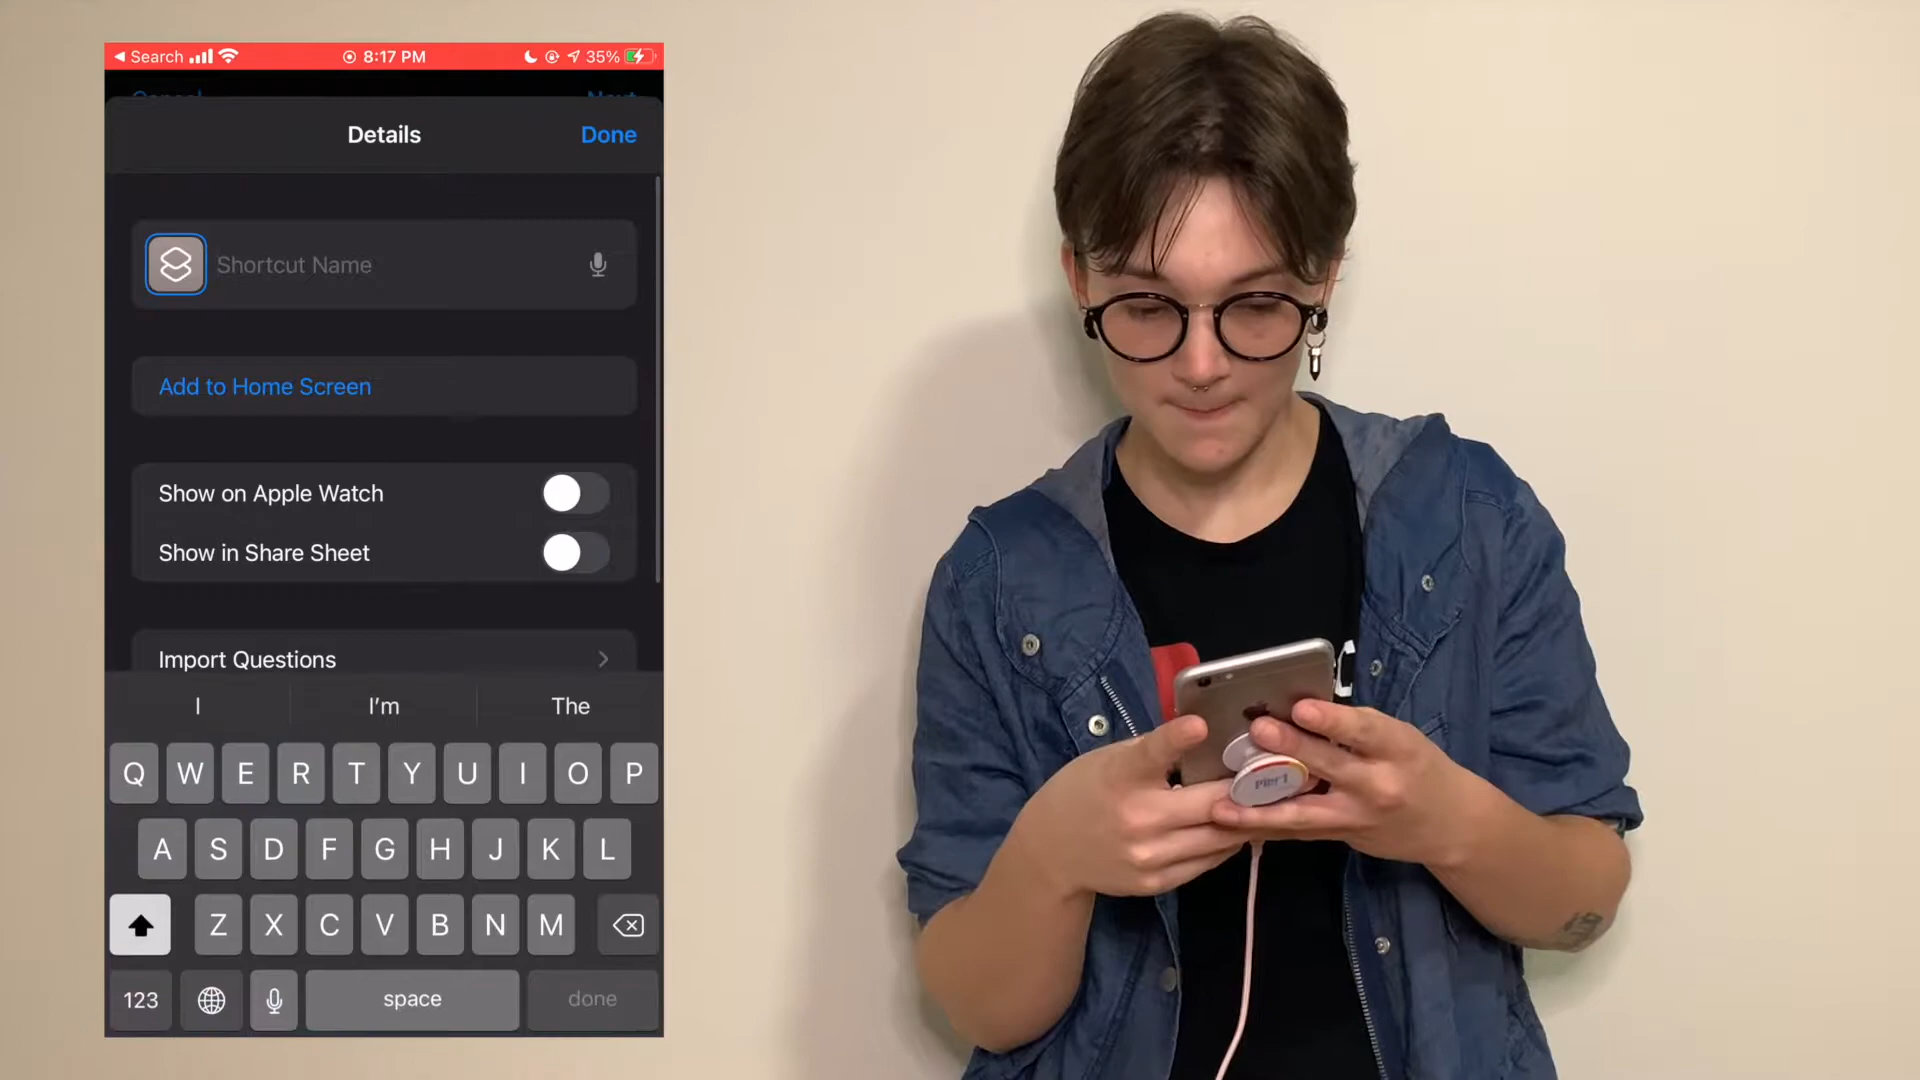 Search 8:17 PM 35%
Details Done
Shortcut Name
Add to Home Screen
Show on Apple Watch
Show in Share Sheet
Import Questions
I I'm The
Q W E R T Y U I O P
A S D F G H J K L
Z X C V B N M
123 space done
Pier1